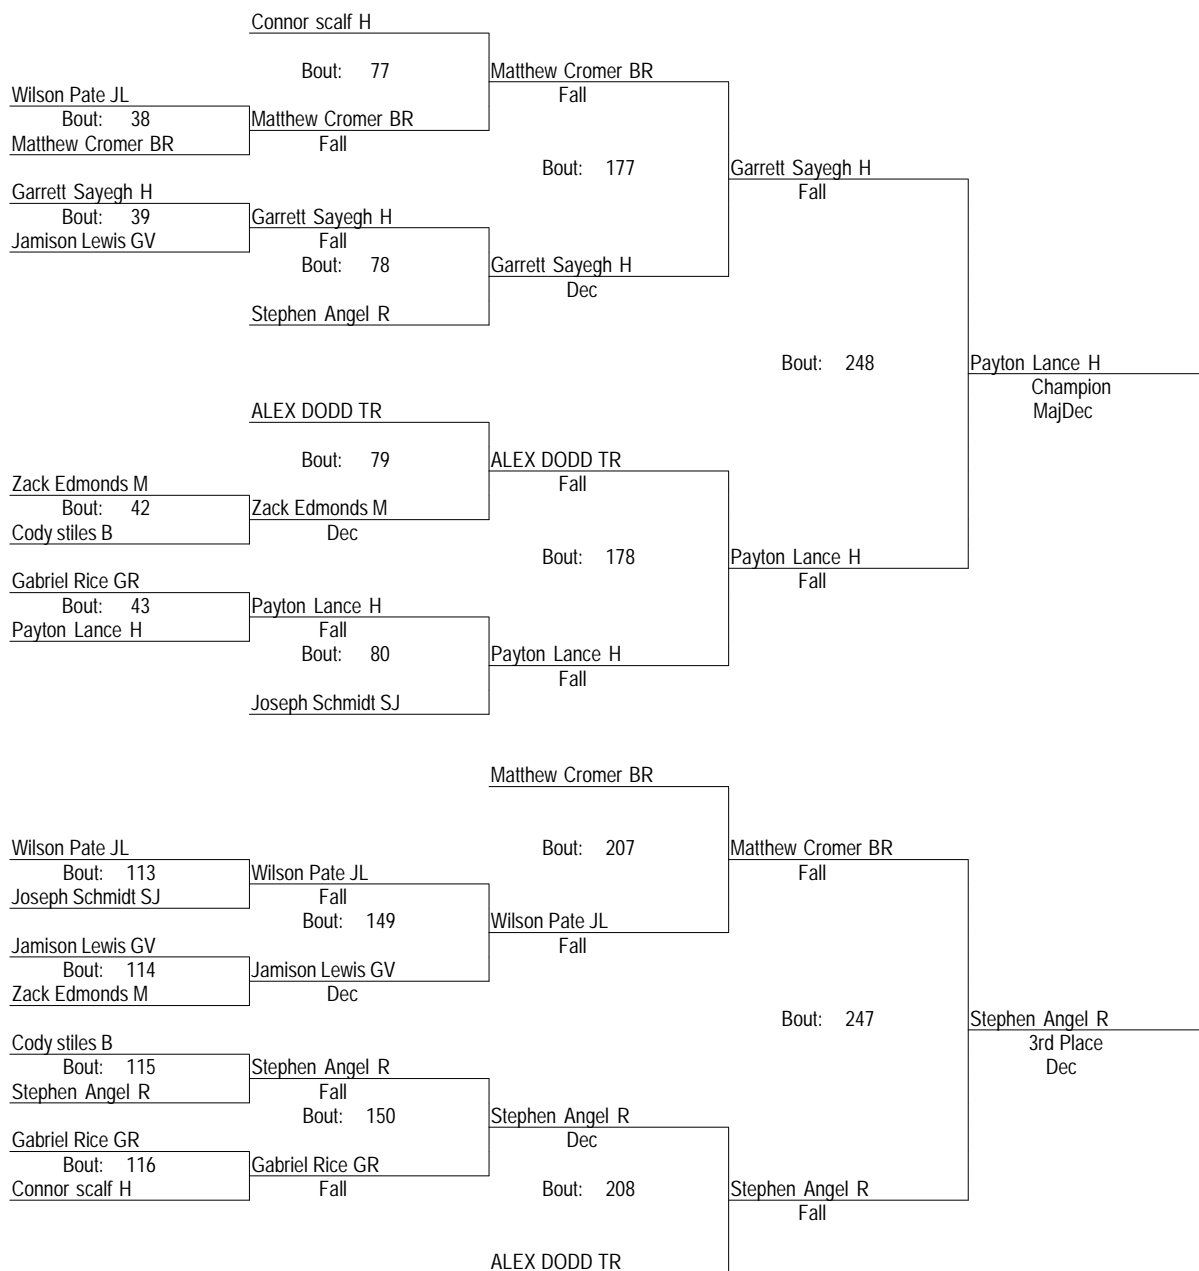 Connor scalf H
Bout: 77
Matthew Cromer BR
Fall
Wilson Pate JL
Bout: 38
Matthew Cromer BR
Matthew Cromer BR
Fall
Bout: 177
Garrett Sayegh H
Fall
Garrett Sayegh H
Bout: 39
Jamison Lewis GV
Garrett Sayegh H
Fall
Bout: 78
Garrett Sayegh H
Dec
Stephen Angel R
Bout: 248
Payton Lance H
Champion
MajDec
ALEX DODD TR
Bout: 79
ALEX DODD TR
Fall
Zack Edmonds M
Bout: 42
Cody stiles B
Zack Edmonds M
Dec
Bout: 178
Payton Lance H
Fall
Gabriel Rice GR
Bout: 43
Payton Lance H
Payton Lance H
Fall
Bout: 80
Payton Lance H
Fall
Joseph Schmidt SJ
Matthew Cromer BR
Bout: 207
Matthew Cromer BR
Fall
Wilson Pate JL
Bout: 113
Joseph Schmidt SJ
Wilson Pate JL
Fall
Bout: 149
Wilson Pate JL
Fall
Jamison Lewis GV
Bout: 114
Zack Edmonds M
Jamison Lewis GV
Dec
Bout: 247
Stephen Angel R
3rd Place
Dec
Cody stiles B
Bout: 115
Stephen Angel R
Stephen Angel R
Fall
Bout: 150
Stephen Angel R
Dec
Gabriel Rice GR
Bout: 116
Connor scalf H
Gabriel Rice GR
Fall
Bout: 208
Stephen Angel R
Fall
ALEX DODD TR